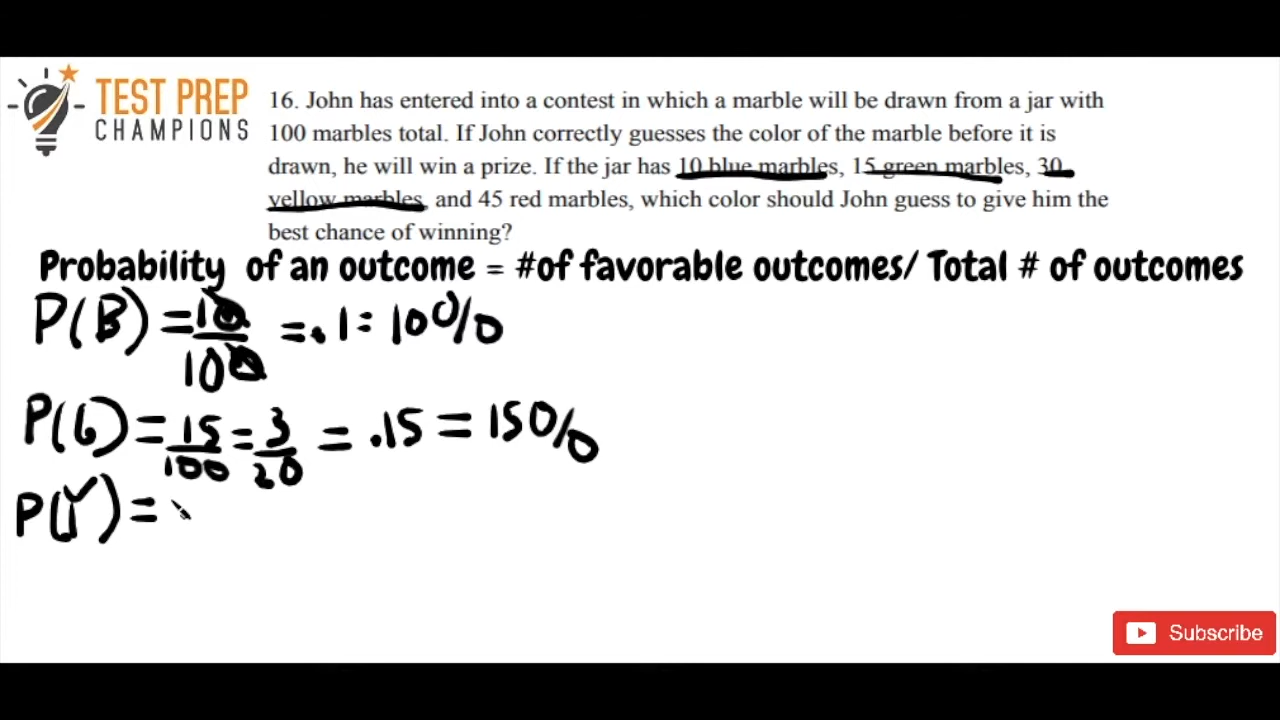 TEST PREP
CHAMPIONS
16. John has entered into a contest in which a marble will be drawn from a jar with
100 marbles total. If John correctly guesses the color of the marble before it is
drawn, he will win a prize. If the jar has 10 blue marbles, 15 green marbles, 30
yellow marbles, and 45 red marbles, which color should John guess to give him the
best chance of winning?
Probability of an outcome = #of favorable outcomes/ Total # of outcomes
P(B) = 10/100 = .1 = 10%
P(G) = 15/100 = 3/20 = .15 = 15%
P(Y) =
Subscribe